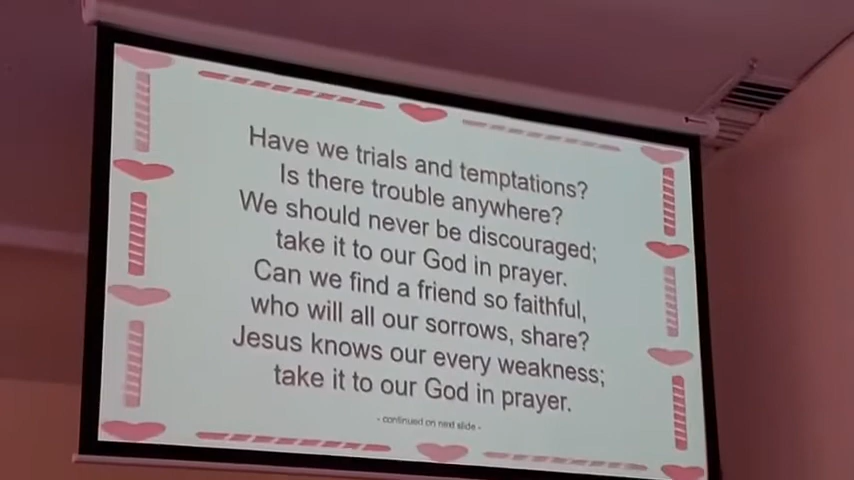 Have we trials and temptations?
Is there trouble anywhere?
We should never be discouraged;
take it to our God in prayer.
Can we find a friend so faithful,
who will all our sorrows, share?
Jesus knows our every weakness;
take it to our God in prayer.
- continued on next slide -